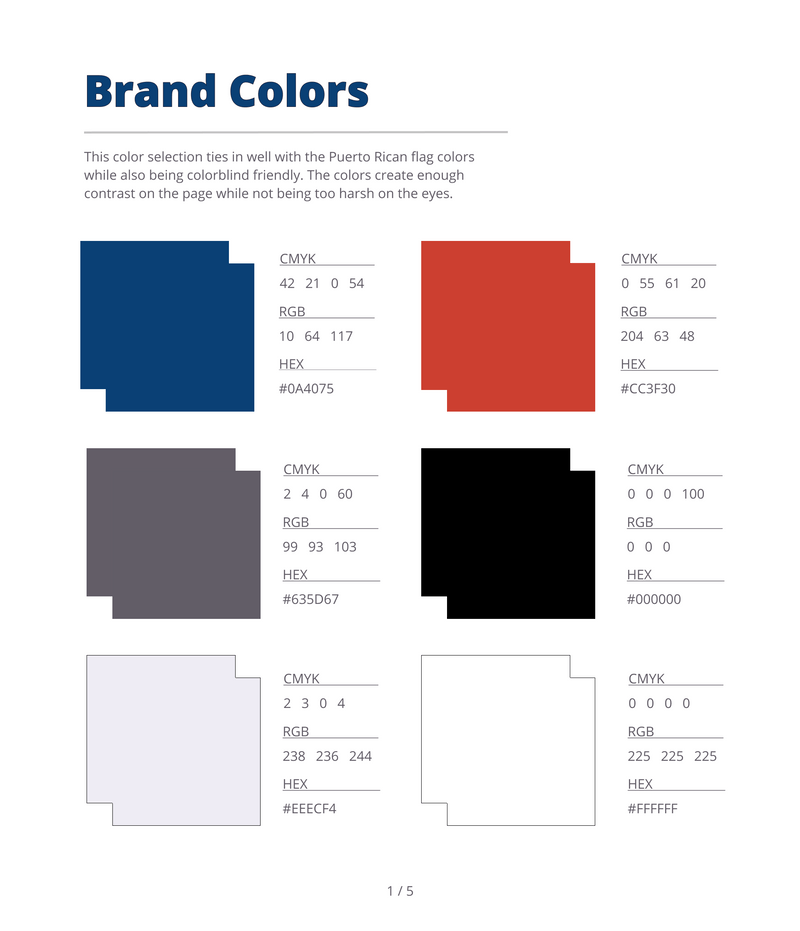 Brand Colors
This color selection ties in well with the Puerto Rican flag colors
while also being colorblind friendly. The colors create enough
contrast on the page while not being too harsh on the eyes.
CMYK
42 21 0 54
RGB
10 64 117
HEX
#0A4075
CMYK
0 55 61 20
RGB
204 63 48
HEX
#CC3F30
CMYK
2 4 0 60
RGB
99 93 103
HEX
#635D67
CMYK
0 0 0 100
RGB
0 0 0
HEX
#000000
CMYK
2 3 0 4
RGB
238 236 244
HEX
#EEECF4
CMYK
0 0 0 0
RGB
225 225 225
HEX
#FFFFFF
1 / 5